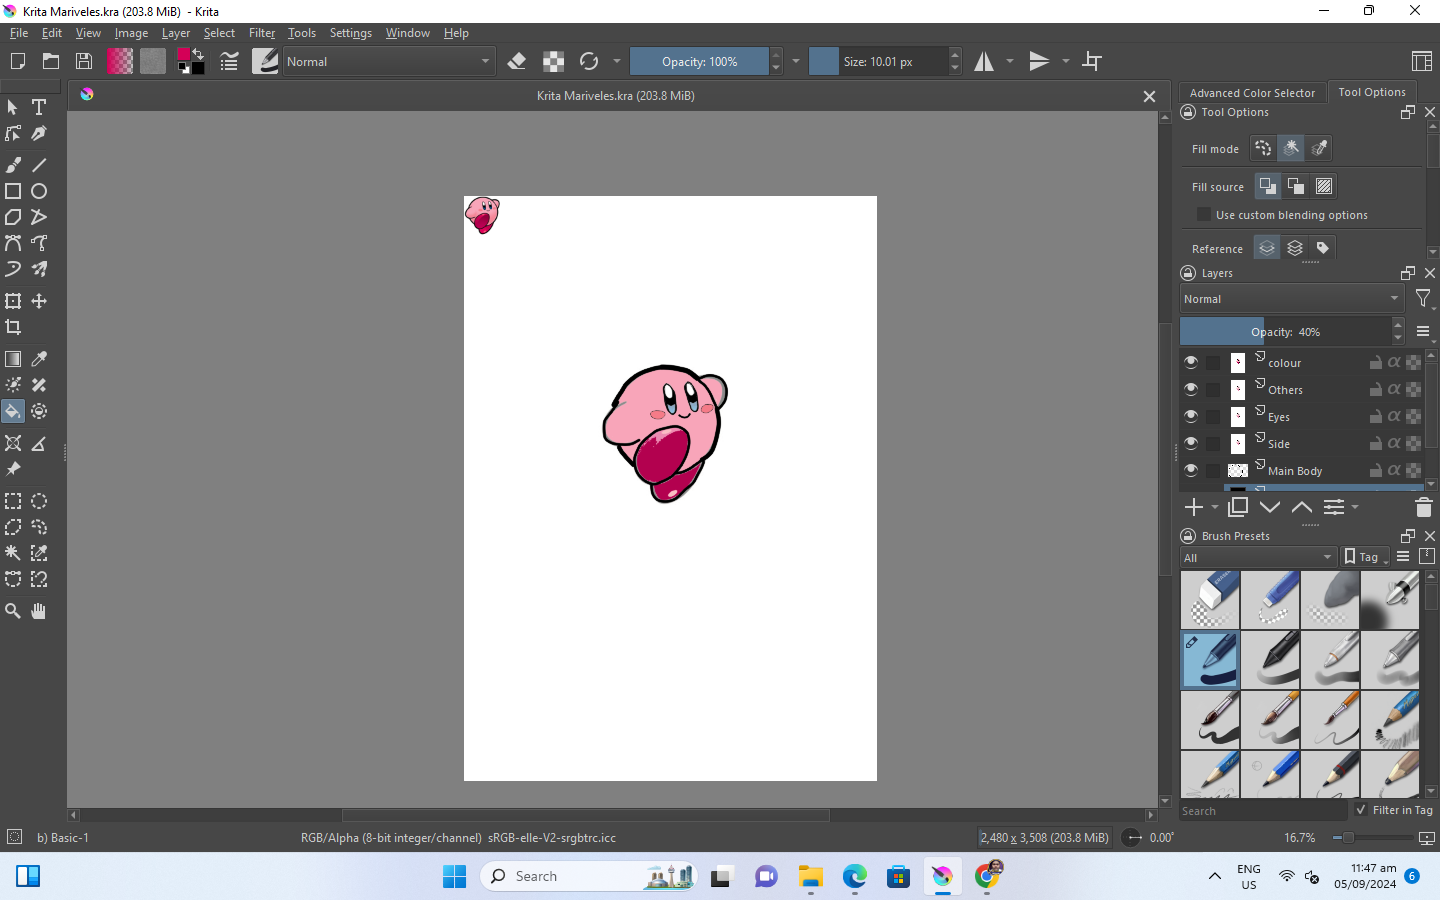 Krita Mariveles.kra (203.8 MiB)  - Krita
File Edit View Image Layer Select Filter Tools Settings Window Help
Normal
Opacity: 100%
Size: 10.01 px
Krita Mariveles.kra (203.8 MiB)
Advanced Color Selector
Tool Options
Tool Options
Fill mode
Fill source
Use custom blending options
Reference
Layers
Normal
Opacity:  40%
colour
Others
Eyes
Side
Main Body
Brush Presets
All
Tag
Search
Filter in Tag
b) Basic-1
RGB/Alpha (8-bit integer/channel)  sRGB-elle-V2-srgbtrc.icc
2,480 x 3,508 (203.8 MiB)
0.00°
16.7%
Search
ENG
US
11:47 am
05/09/2024
6